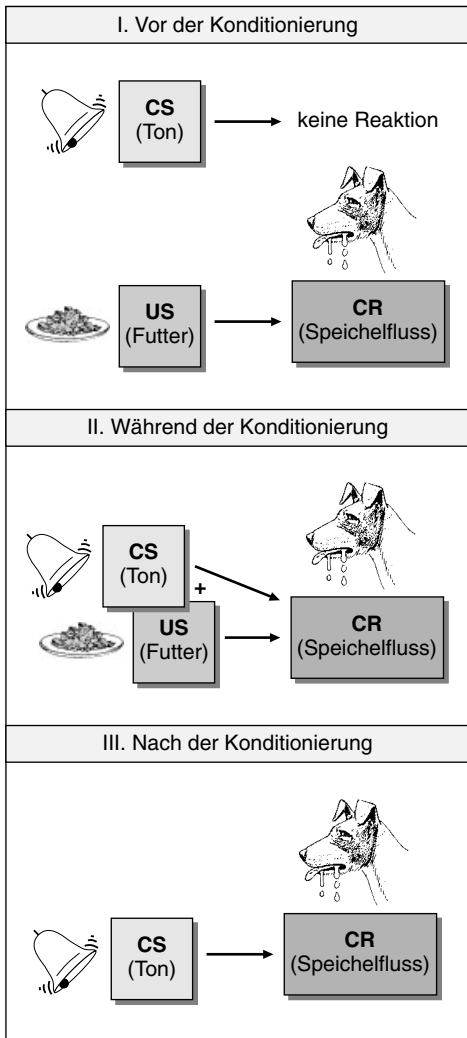 I. Vor der Konditionierung
CS
(Ton)
keine Reaktion
US
(Futter)
CR
(Speichelfluss)
II. Während der Konditionierung
CS
(Ton)
+
US
(Futter)
CR
(Speichelfluss)
III. Nach der Konditionierung
CS
(Ton)
CR
(Speichelfluss)